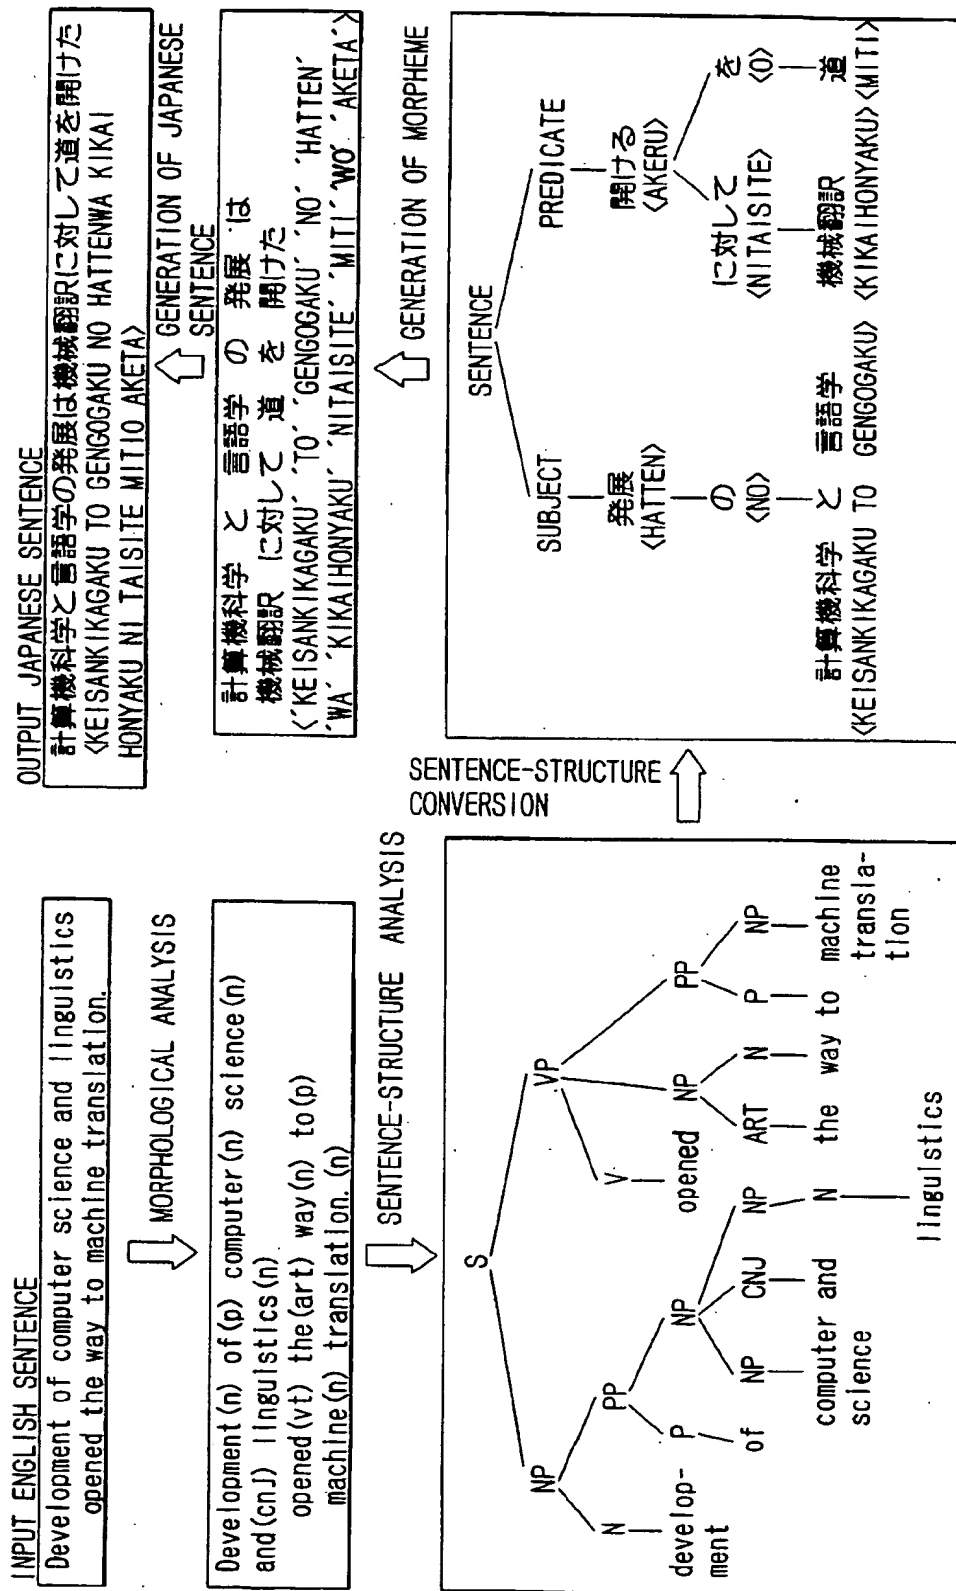 INPUT ENGLISH SENTENCE
Development of computer science and linguistics
opened the way to machine translation.
MORPHOLOGICAL ANALYSIS
Development(n) of(p) computer(n) science(n)
and(cnJ) linguistics(n)
opened(vt) the(art) way(n) to(p)
machine(n) translation.(n)
SENTENCE-STRUCTURE ANALYSIS
S
NP VP
N PP V NP PP
P NP ART N P NP
NP CNJ NP
N
develop-
ment
of
computer and
science
linguistics
opened
the way to machine
transla-
tion
SENTENCE-STRUCTURE
CONVERSION
SENTENCE
SUBJECT PREDICATE
発展 開ける
<HATTEN> <AKERU>
の に対して を
<NO> <NITAISITE> <O>
計算機科学 と 言語学 機械翻訳 道
<KEISANKIKAGAKU TO GENGOGAKU> <KIKAIHONYAKU> <MITI>
GENERATION OF MORPHEME
計算機科学 と 言語学 の 発展 は
機械翻訳 に対して 道 を 開けた
<'KEISANKIKAGAKU' 'TO' 'GENGOGAKU' 'NO' 'HATTEN'
'WA' 'KIKAIHONYAKU' 'NITAISITE' 'MITI' 'WO' 'AKETA'>
GENERATION OF JAPANESE
SENTENCE
OUTPUT JAPANESE SENTENCE
計算機科学と言語学の発展は機械翻訳に対して道を開けた
<KEISANKIKAGAKU TO GENGOGAKU NO HATTENWA KIKAI
HONYAKU NI TAISITE MITIO AKETA>